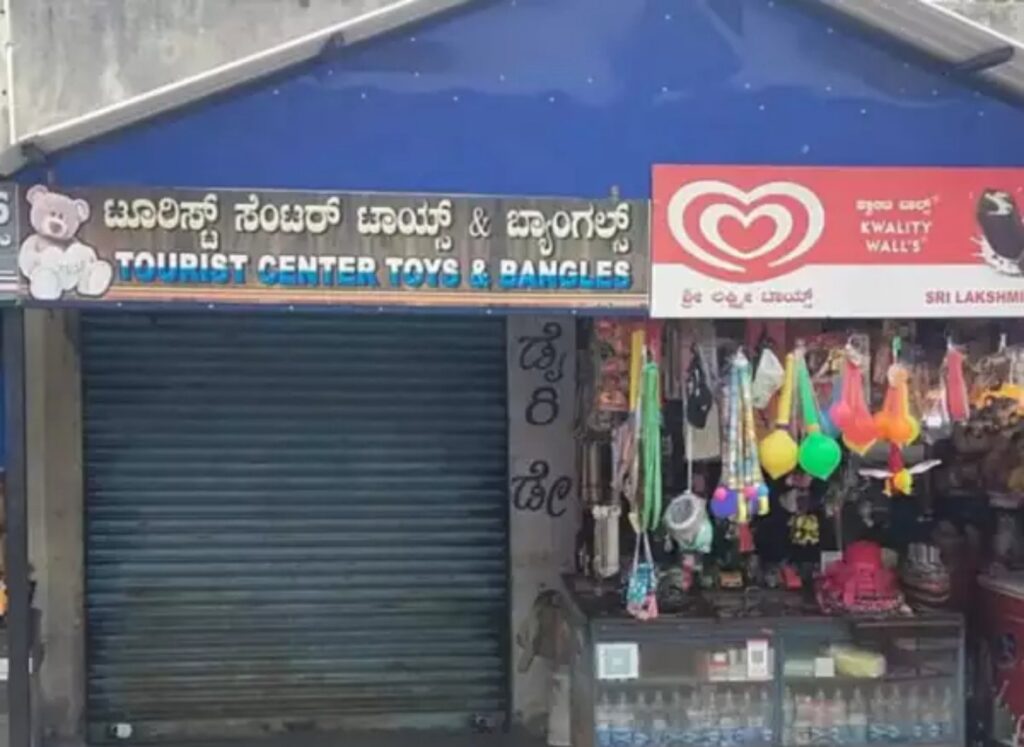 ಟೂರಿಸ್ಟ್ ಸೆಂಟರ್ ಟಾಯ್ಸ್ & ಬ್ಯಾಂಗಲ್ಸ್
TOURIST CENTER TOYS & BANGLES
KWALITY
WALL'S
ಶ್ರೀ ಲಕ್ಷ್ಮೀ ಟಾಯ್ಸ್
SRI LAKSHMI
ಡೈ
ರಿ
ಡೇ